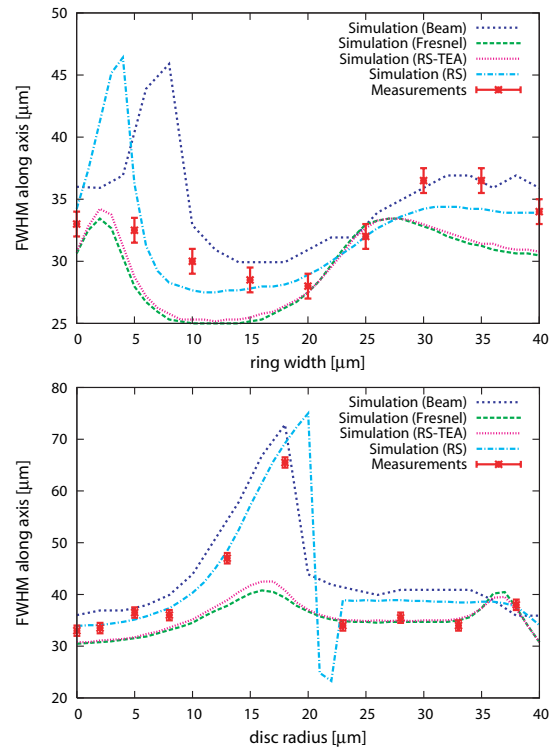 50
45
40
35
30
25
FWHM along axis [μm]
Simulation (Beam)
Simulation (Fresnel)
Simulation (RS-TEA)
Simulation (RS)
Measurements
0 5 10 15 20 25 30 35 40
ring width [μm]
80
70
60
50
40
30
20
FWHM along axis [μm]
Simulation (Beam)
Simulation (Fresnel)
Simulation (RS-TEA)
Simulation (RS)
Measurements
0 5 10 15 20 25 30 35 40
disc radius [μm]